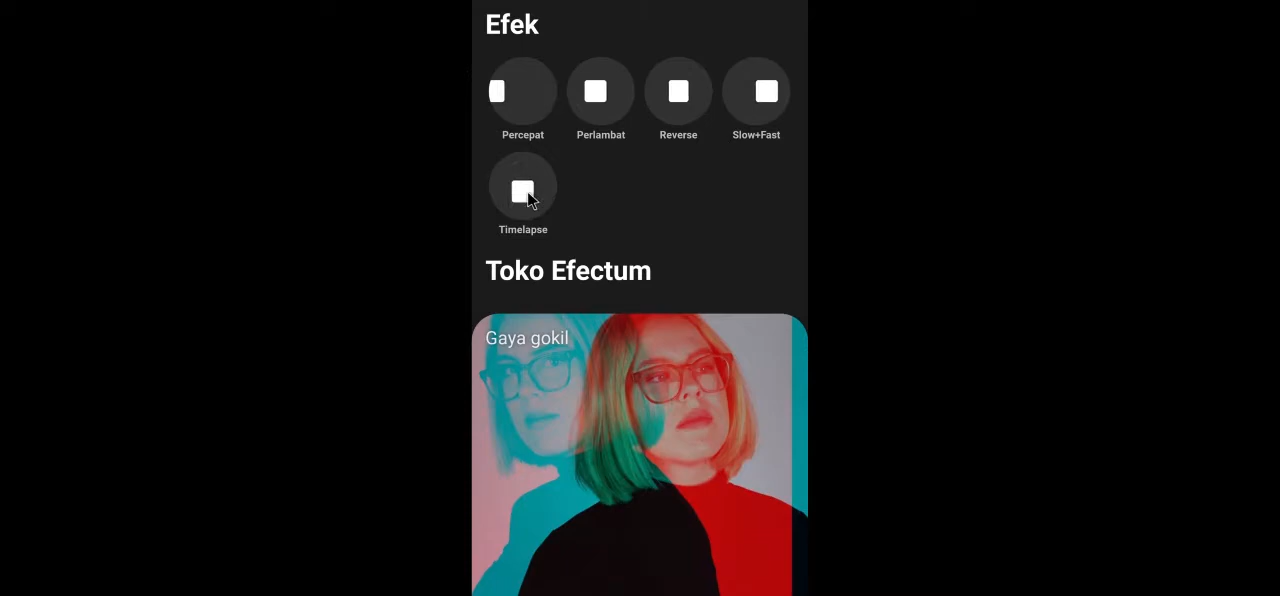 Efek
Percepat Perlambat Reverse Slow+Fast
Timelapse
Toko Efectum
Gaya gokil